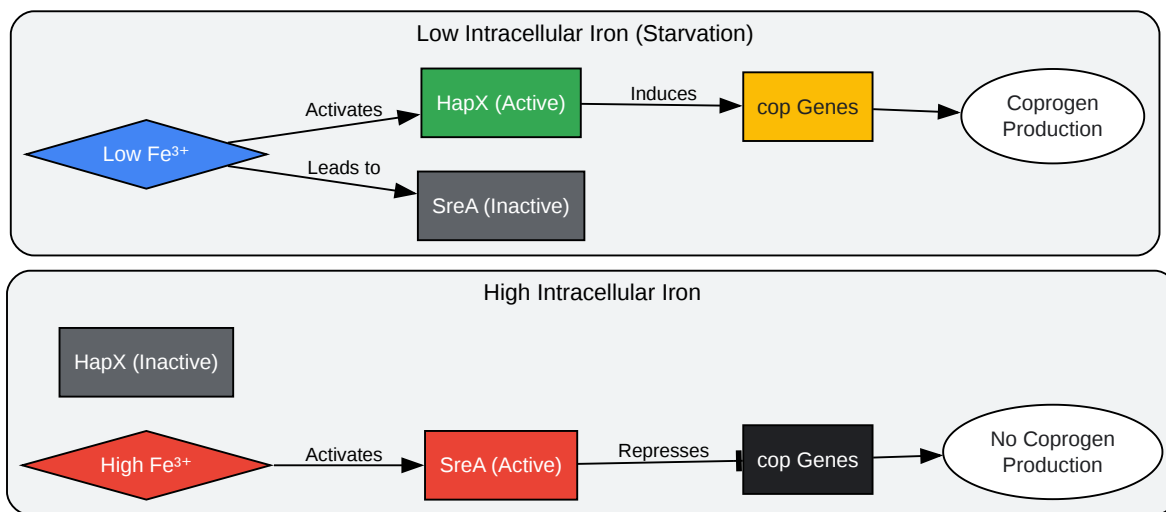 Low Intracellular Iron (Starvation)
Low Fe³⁺
Activates
HapX (Active)
Induces
cop Genes
Coprogen
Production
Leads to
SreA (Inactive)
High Intracellular Iron
HapX (Inactive)
High Fe³⁺
Activates
SreA (Active)
Represses
cop Genes
No Coprogen
Production